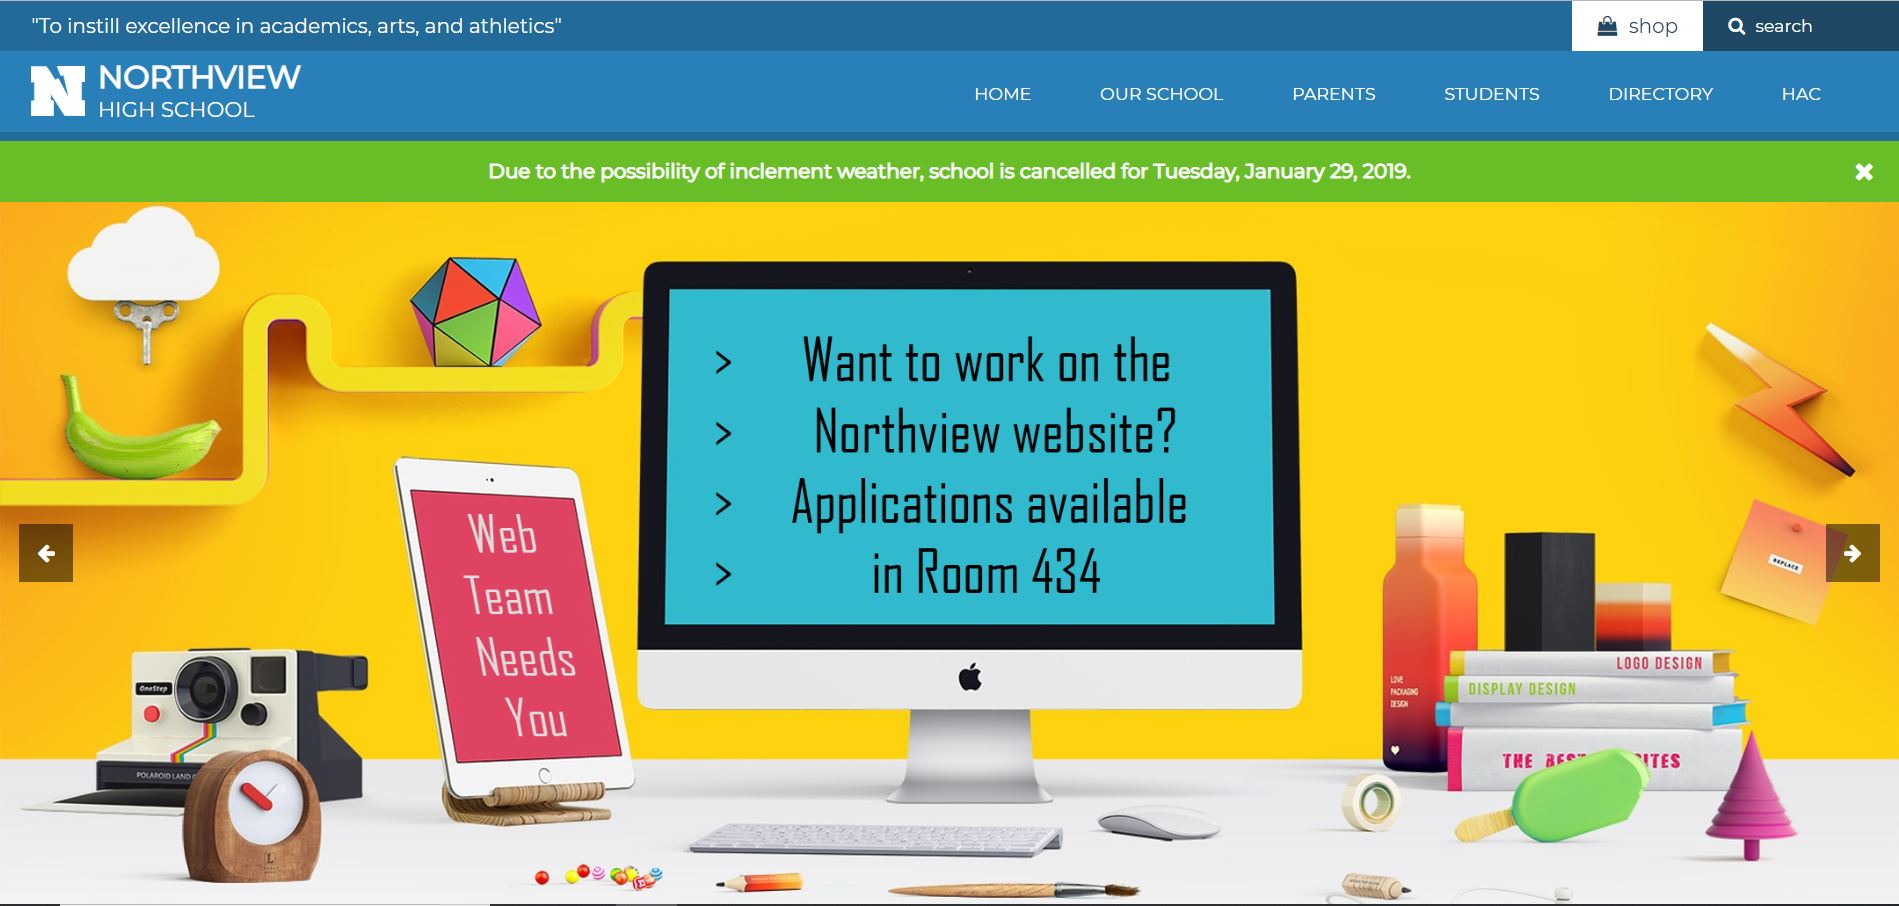 "To instill excellence in academics, arts, and athletics"
shop
search
NORTHVIEW
HIGH SCHOOL
HOME
OUR SCHOOL
PARENTS
STUDENTS
DIRECTORY
HAC
Due to the possibility of inclement weather, school is cancelled for Tuesday, January 29, 2019.
> Want to work on the
> Northview website?
> Applications available
> in Room 434
Web
Team
Needs
You
REPLACE
OneStep
POLAROID LAND
LOVE
PACKAGING
DESIGN
LOGO DESIGN
DISPLAY DESIGN
THE BEST